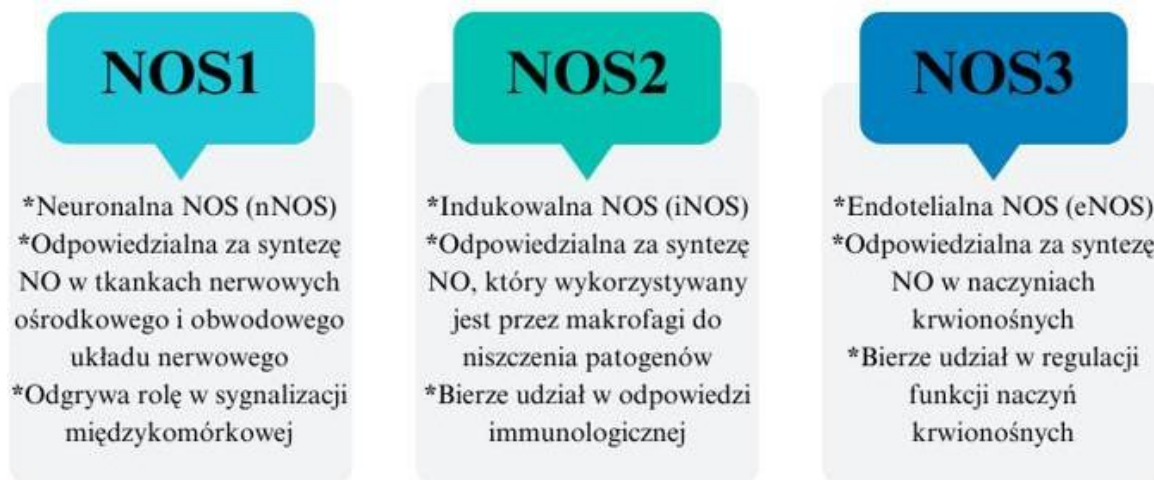 NOS1
*Neuronalna NOS (nNOS)
*Odpowiedzialna za syntezę
NO w tkankach nerwowych
ośrodkowego i obwodowego
układu nerwowego
*Odgrywa rolę w sygnalizacji
międzykomórkowej
NOS2
*Indukowalna NOS (iNOS)
*Odpowiedzialna za syntezę
NO, który wykorzystywany
jest przez makrofagi do
niszczenia patogenów
*Bierze udział w odpowiedzi
immunologicznej
NOS3
*Endotelialna NOS (eNOS)
*Odpowiedzialna za syntezę
NO w naczyniach
krwionośnych
*Bierze udział w regulacji
funkcji naczyń
krwionośnych